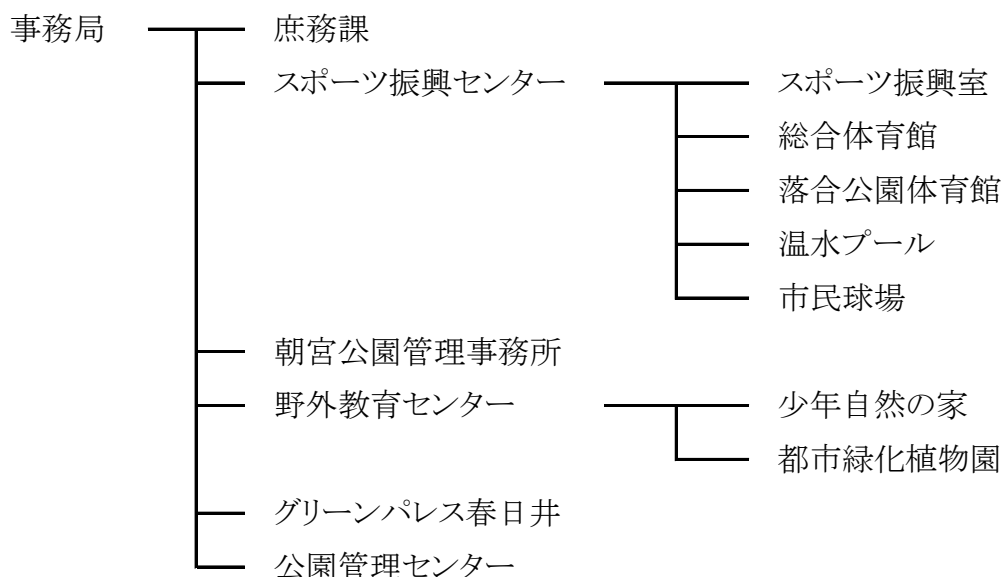 事務局 庶務課
スポーツ振興センター スポーツ振興室
総合体育館
落合公園体育館
温水プール
市民球場
朝宮公園管理事務所
野外教育センター 少年自然の家
都市緑化植物園
グリーンパレス春日井
公園管理センター